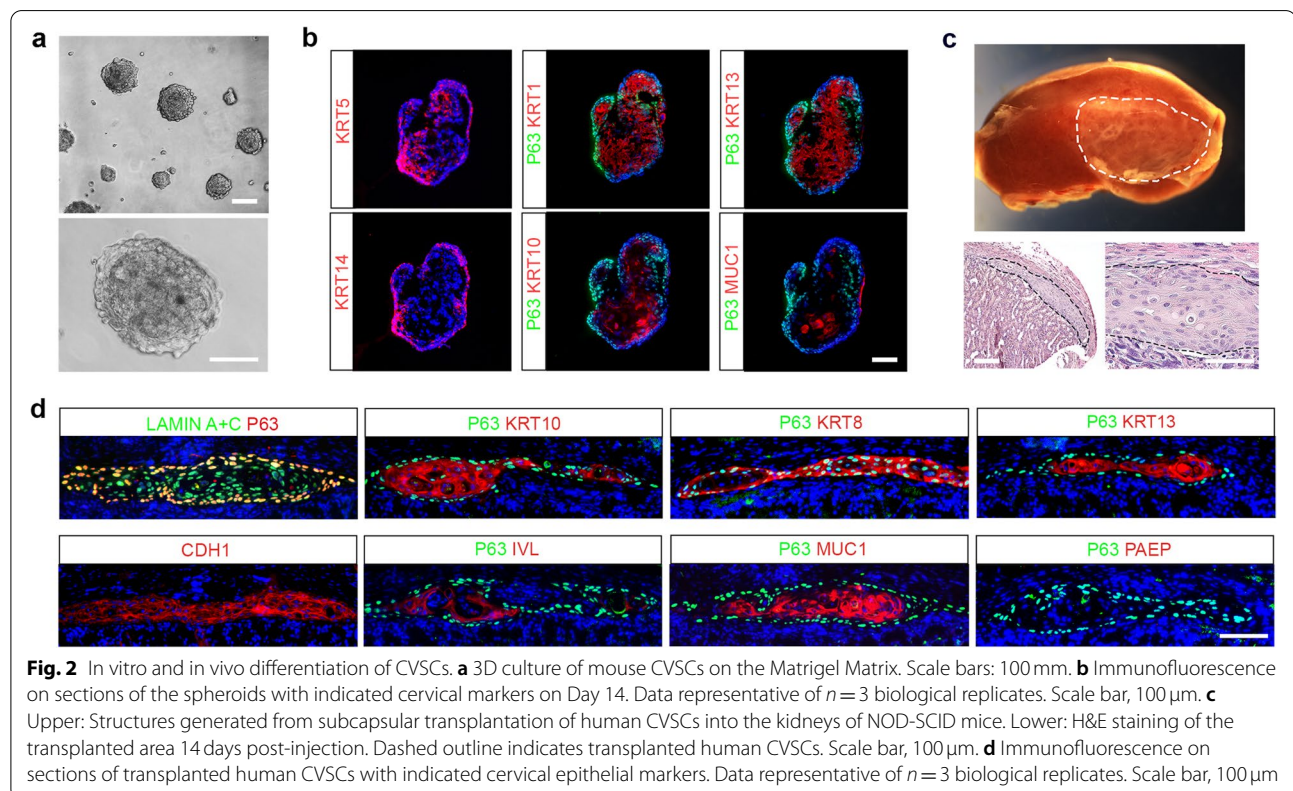 a
b
c
KRT5
P63 KRT1
P63 KRT13
KRT14
P63 KRT10
P63 MUC1
d
LAMIN A+C P63
P63 KRT10
P63 KRT8
P63 KRT13
CDH1
P63 IVL
P63 MUC1
P63 PAEP
Fig. 2 In vitro and in vivo differentiation of CVSCs. a 3D culture of mouse CVSCs on the Matrigel Matrix. Scale bars: 100 mm. b Immunofluorescence
on sections of the spheroids with indicated cervical markers on Day 14. Data representative of n = 3 biological replicates. Scale bar, 100 µm. c
Upper: Structures generated from subcapsular transplantation of human CVSCs into the kidneys of NOD-SCID mice. Lower: H&E staining of the
transplanted area 14 days post-injection. Dashed outline indicates transplanted human CVSCs. Scale bar, 100 µm. d Immunofluorescence on
sections of transplanted human CVSCs with indicated cervical epithelial markers. Data representative of n = 3 biological replicates. Scale bar, 100 µm